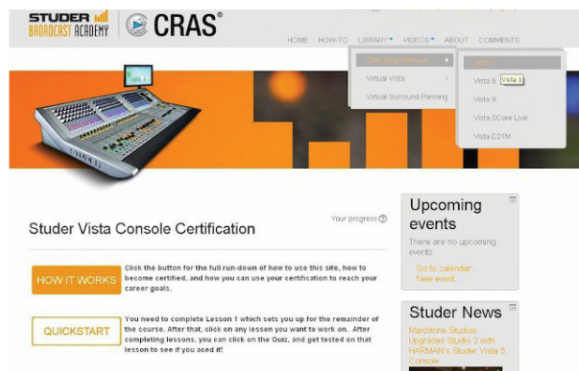 STUDER
BROADCAST ACADEMY
CRAS®
HOME HOW-TO LIBRARY VIDEOS ABOUT COMMENTS
Operating Manuals
Virtual Vista
Virtual Surround Panning
Vista 1
Vista 5
Vista 1
Vista 9
Vista SCore Live
Vista D21M
Studer Vista Console Certification
Your progress
HOW IT WORKS
Click the button for the full run-down of how to use this site, how to
become certified, and how you can use your certification to reach your
career goals.
QUICKSTART
You need to complete Lesson 1 which sets you up for the remainder of
the course. After that, click on any lesson you want to work on. After
completing lessons, you can click on the Quiz, and get tested on that
lesson to see if you aced it!
Upcoming
events
There are no upcoming
events
Go to calendar...
New event...
Studer News
Maidstone Studios
Upgrades Studio 2 with
HARMAN's Studer Vista 5
Console